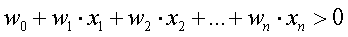 w₀ + w₁ · x₁ + w₂ · x₂ + ... + wₙ · xₙ > 0